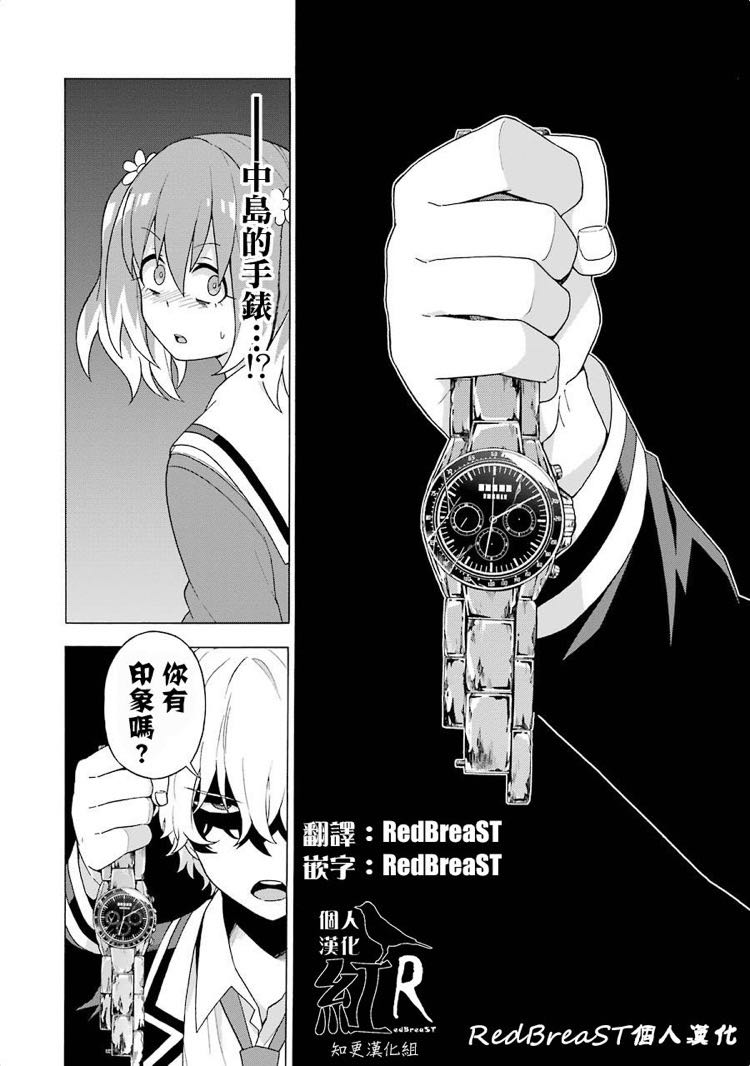 ——中島的手錶…!?
你有
印象嗎？
翻譯：RedBreaST
嵌字：RedBreaST
個人
漢化
紅R
edBreaST
知更漢化組
RedBreaST個人漢化